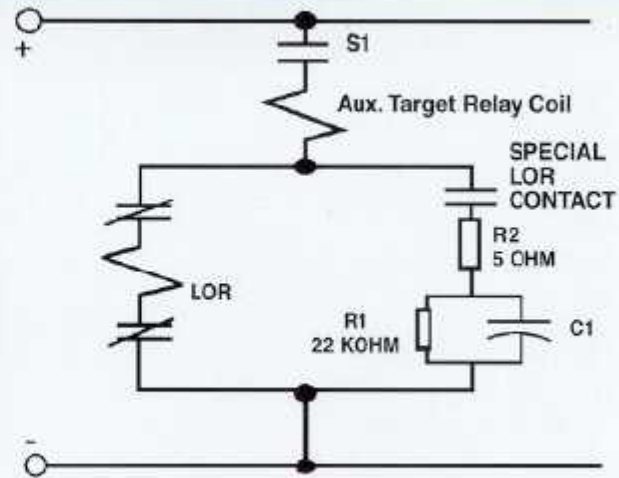 +
S1
Aux. Target Relay Coil
SPECIAL
LOR
CONTACT
R2
5 OHM
LOR
R1
22 KOHM
C1
-